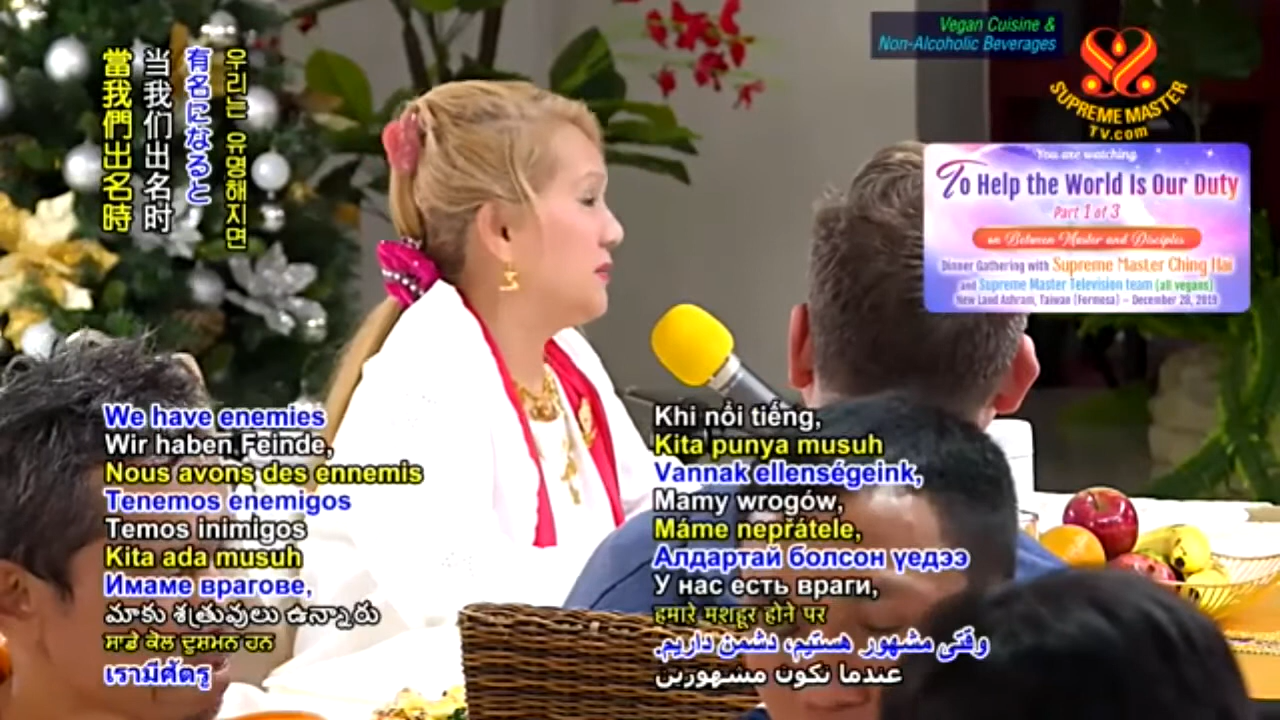 Vegan Cuisine &
Non-Alcoholic Beverages
SUPREME MASTER
TV.com
You are watching
To Help the World Is Our Duty
Part 1 of 3
on Between Master and Disciples
Dinner Gathering with Supreme Master Ching Hai
and Supreme Master Television team (all vegans)
New Land Ashram, Taiwan (Formosa) – December 28, 2019
우리는 유명해지면
有名になると
当我们出名时
當我們出名時
We have enemies
Wir haben Feinde,
Nous avons des ennemis
Tenemos enemigos
Temos inimigos
Kita ada musuh
Имаме врагове,
మాకు శత్రువులు ఉన్నారు
ਸਾਡੇ ਕੋਲ ਦੁਸ਼ਮਨ ਹਨ
เรามีศัตรู
Khi nổi tiếng,
Kita punya musuh
Vannak ellenségeink,
Mamy wrogów,
Máme nepřátele,
Алдартай болсон үедээ
У нас есть враги,
हमारे मशहूर होने पर
وقتی مشهور هستیم، دشمن داریم.
عندما نكون مشهورين